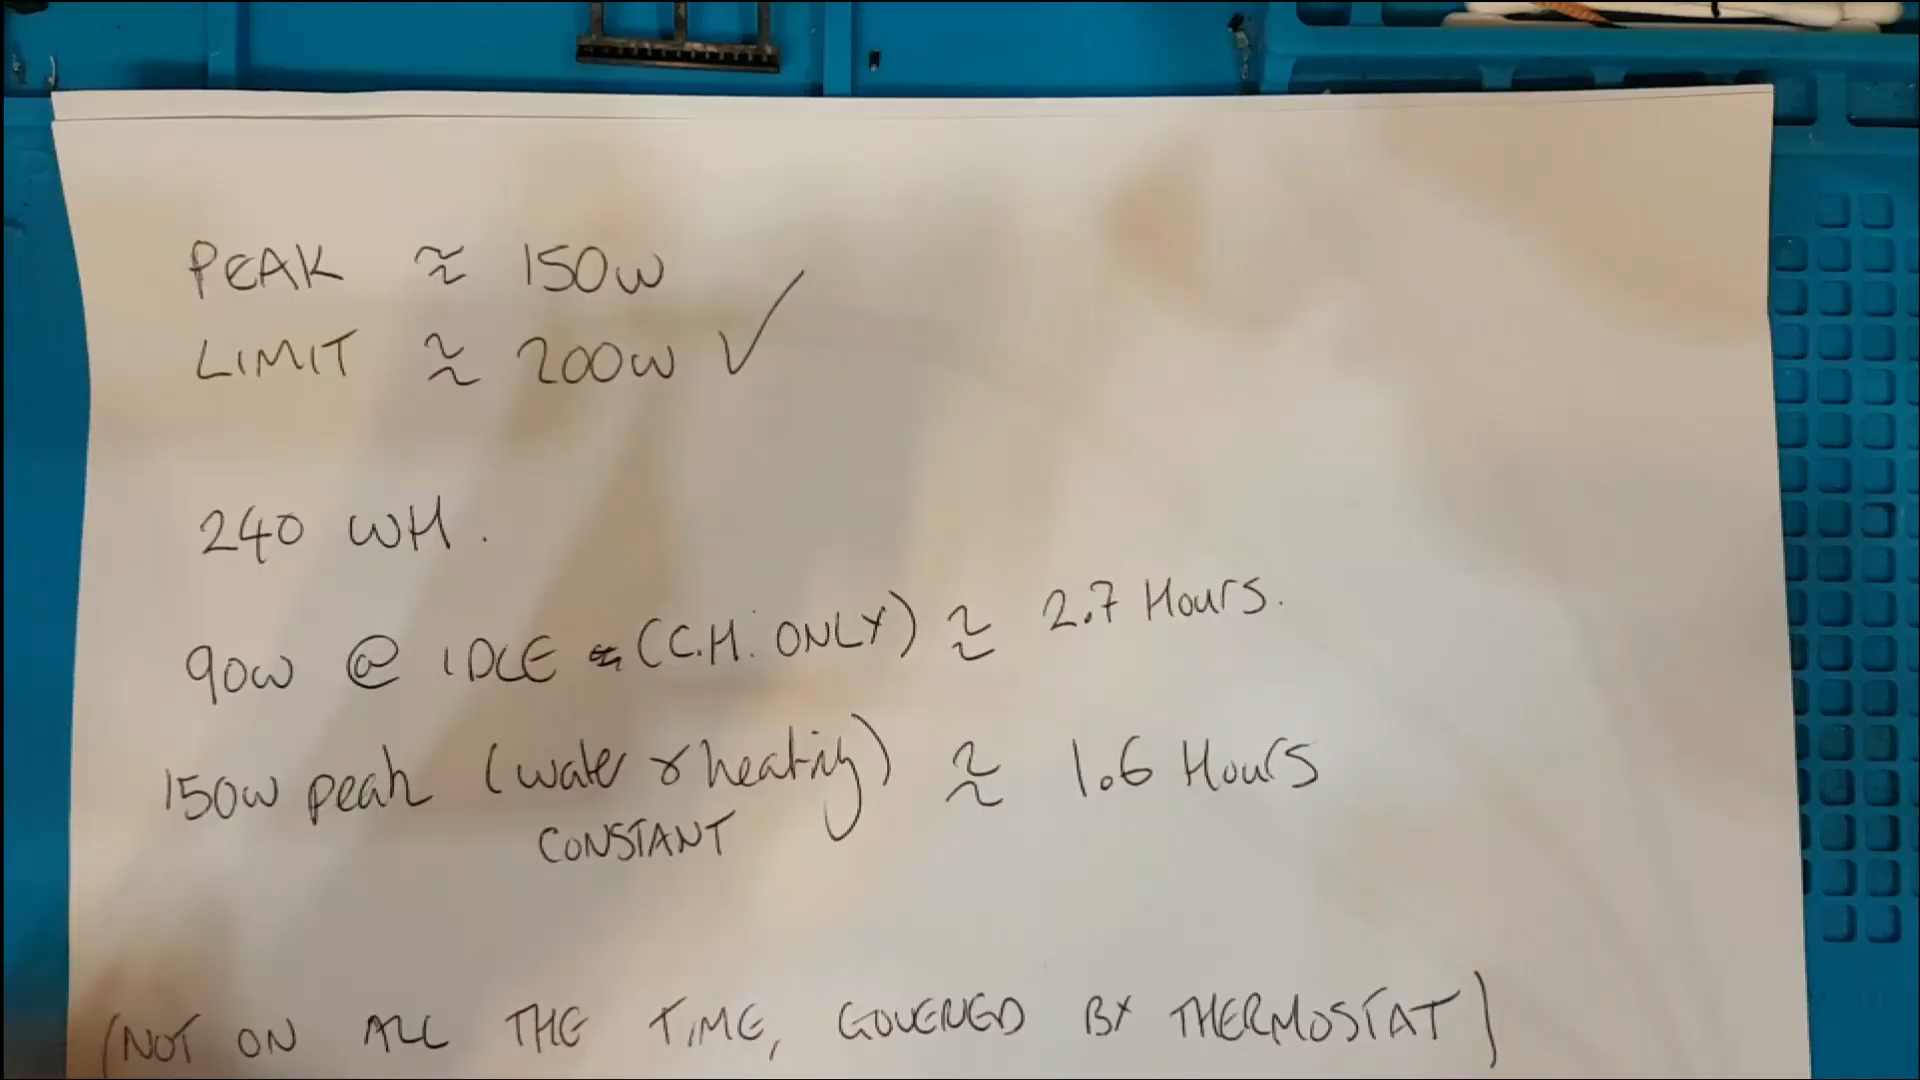 PEAK ≈ 150W
LIMIT ≈ 200W ✓
240 WH.
90W @ IDLE (C.H. ONLY) ≈ 2.7 Hours.
150W peak (water & heating) ≈ 1.6 Hours
CONSTANT
(NOT ON ALL THE TIME, GOVERNED BY THERMOSTAT)